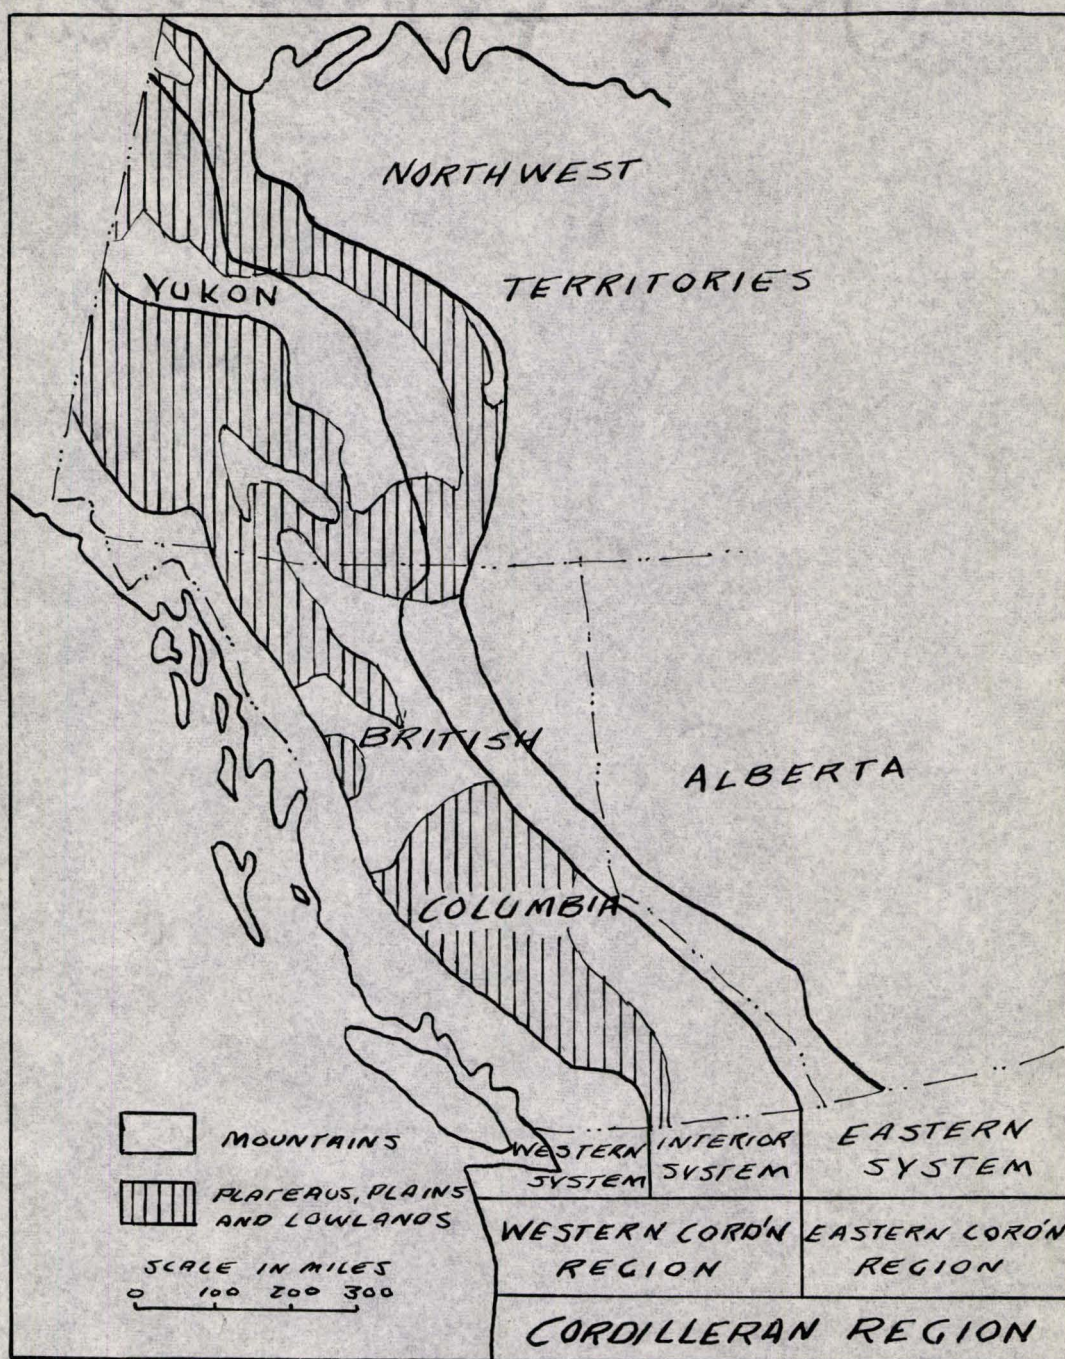 NORTHWEST
TERRITORIES
YUKON
BRITISH
ALBERTA
COLUMBIA
MOUNTAINS
PLATEAUS, PLAINS
AND LOWLANDS
SCALE IN MILES
0 100 200 300
WESTERN
SYSTEM
INTERIOR
SYSTEM
EASTERN
SYSTEM
WESTERN CORD'N
REGION
EASTERN CORD'N
REGION
CORDILLERAN REGION